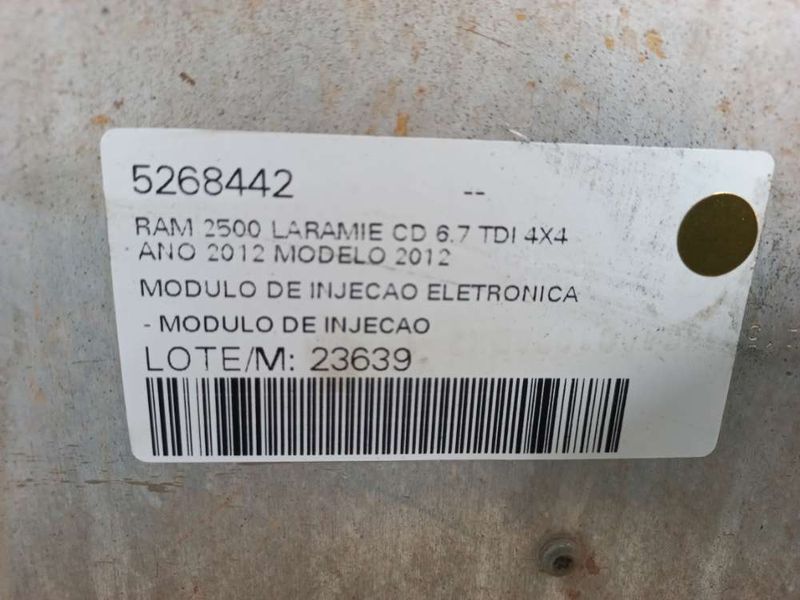 5268442 --
RAM 2500 LARAMIE CD 6.7 TDI 4X4
ANO 2012 MODELO 2012
MODULO DE INJECAO ELETRONICA
- MODULO DE INJECAO
LOTE/M: 23639